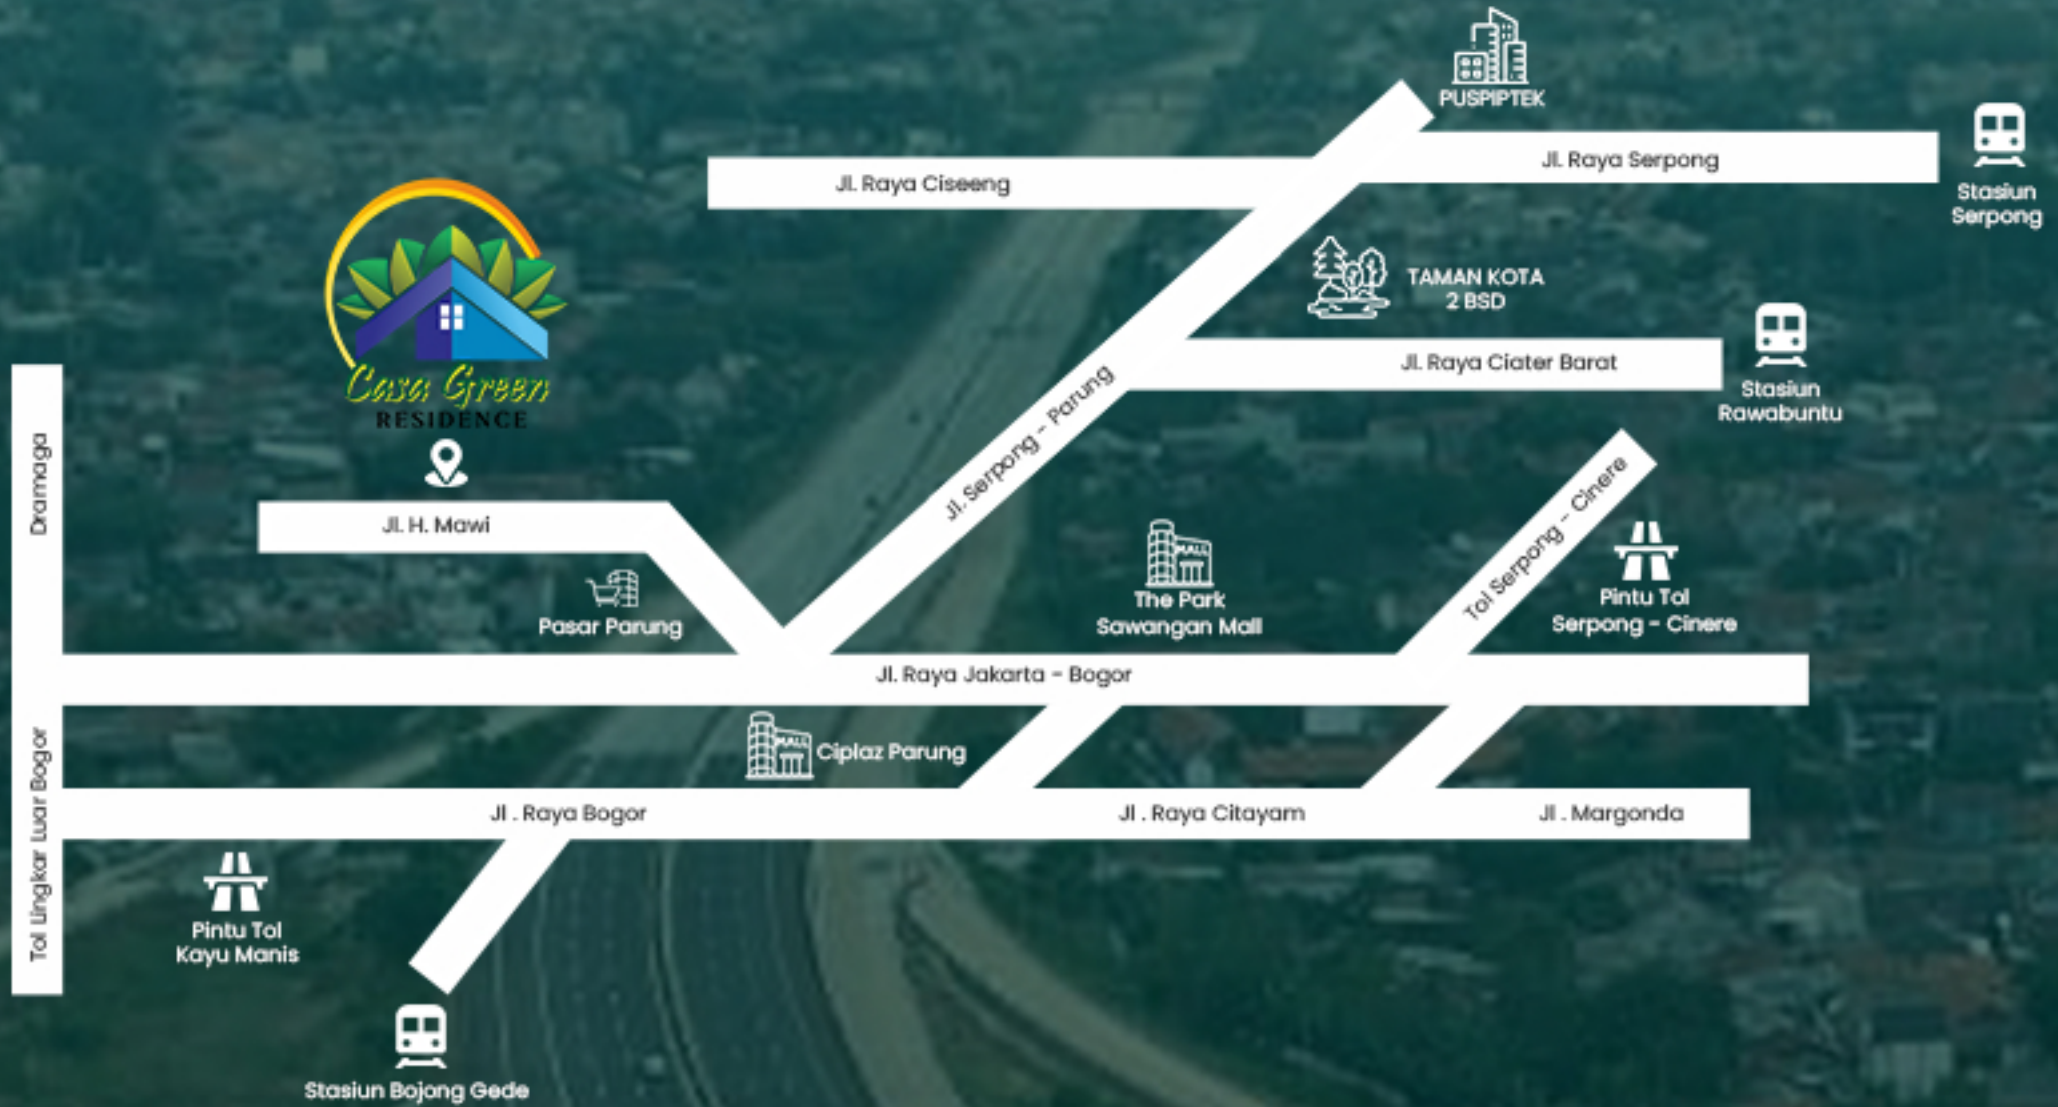 PUSPIPTEK
Jl. Raya Serpong
Stasiun
Serpong
Jl. Raya Ciseeng
TAMAN KOTA
2 BSD
Jl. Raya Ciater Barat
Stasiun
Rawabuntu
Casa Green
RESIDENCE
Jl. Serpong - Parung
Dramaga
Jl. H. Mawi
Tol Serpong - Cinere
MALL
The Park
Sawangan Mall
Pintu Tol
Serpong - Cinere
Pasar Parung
Jl. Raya Jakarta - Bogor
MALL
Ciplaz Parung
Tol Lingkar Luar Bogor
Jl . Raya Bogor
Jl . Raya Citayam
Jl . Margonda
Pintu Tol
Kayu Manis
Stasiun Bojong Gede